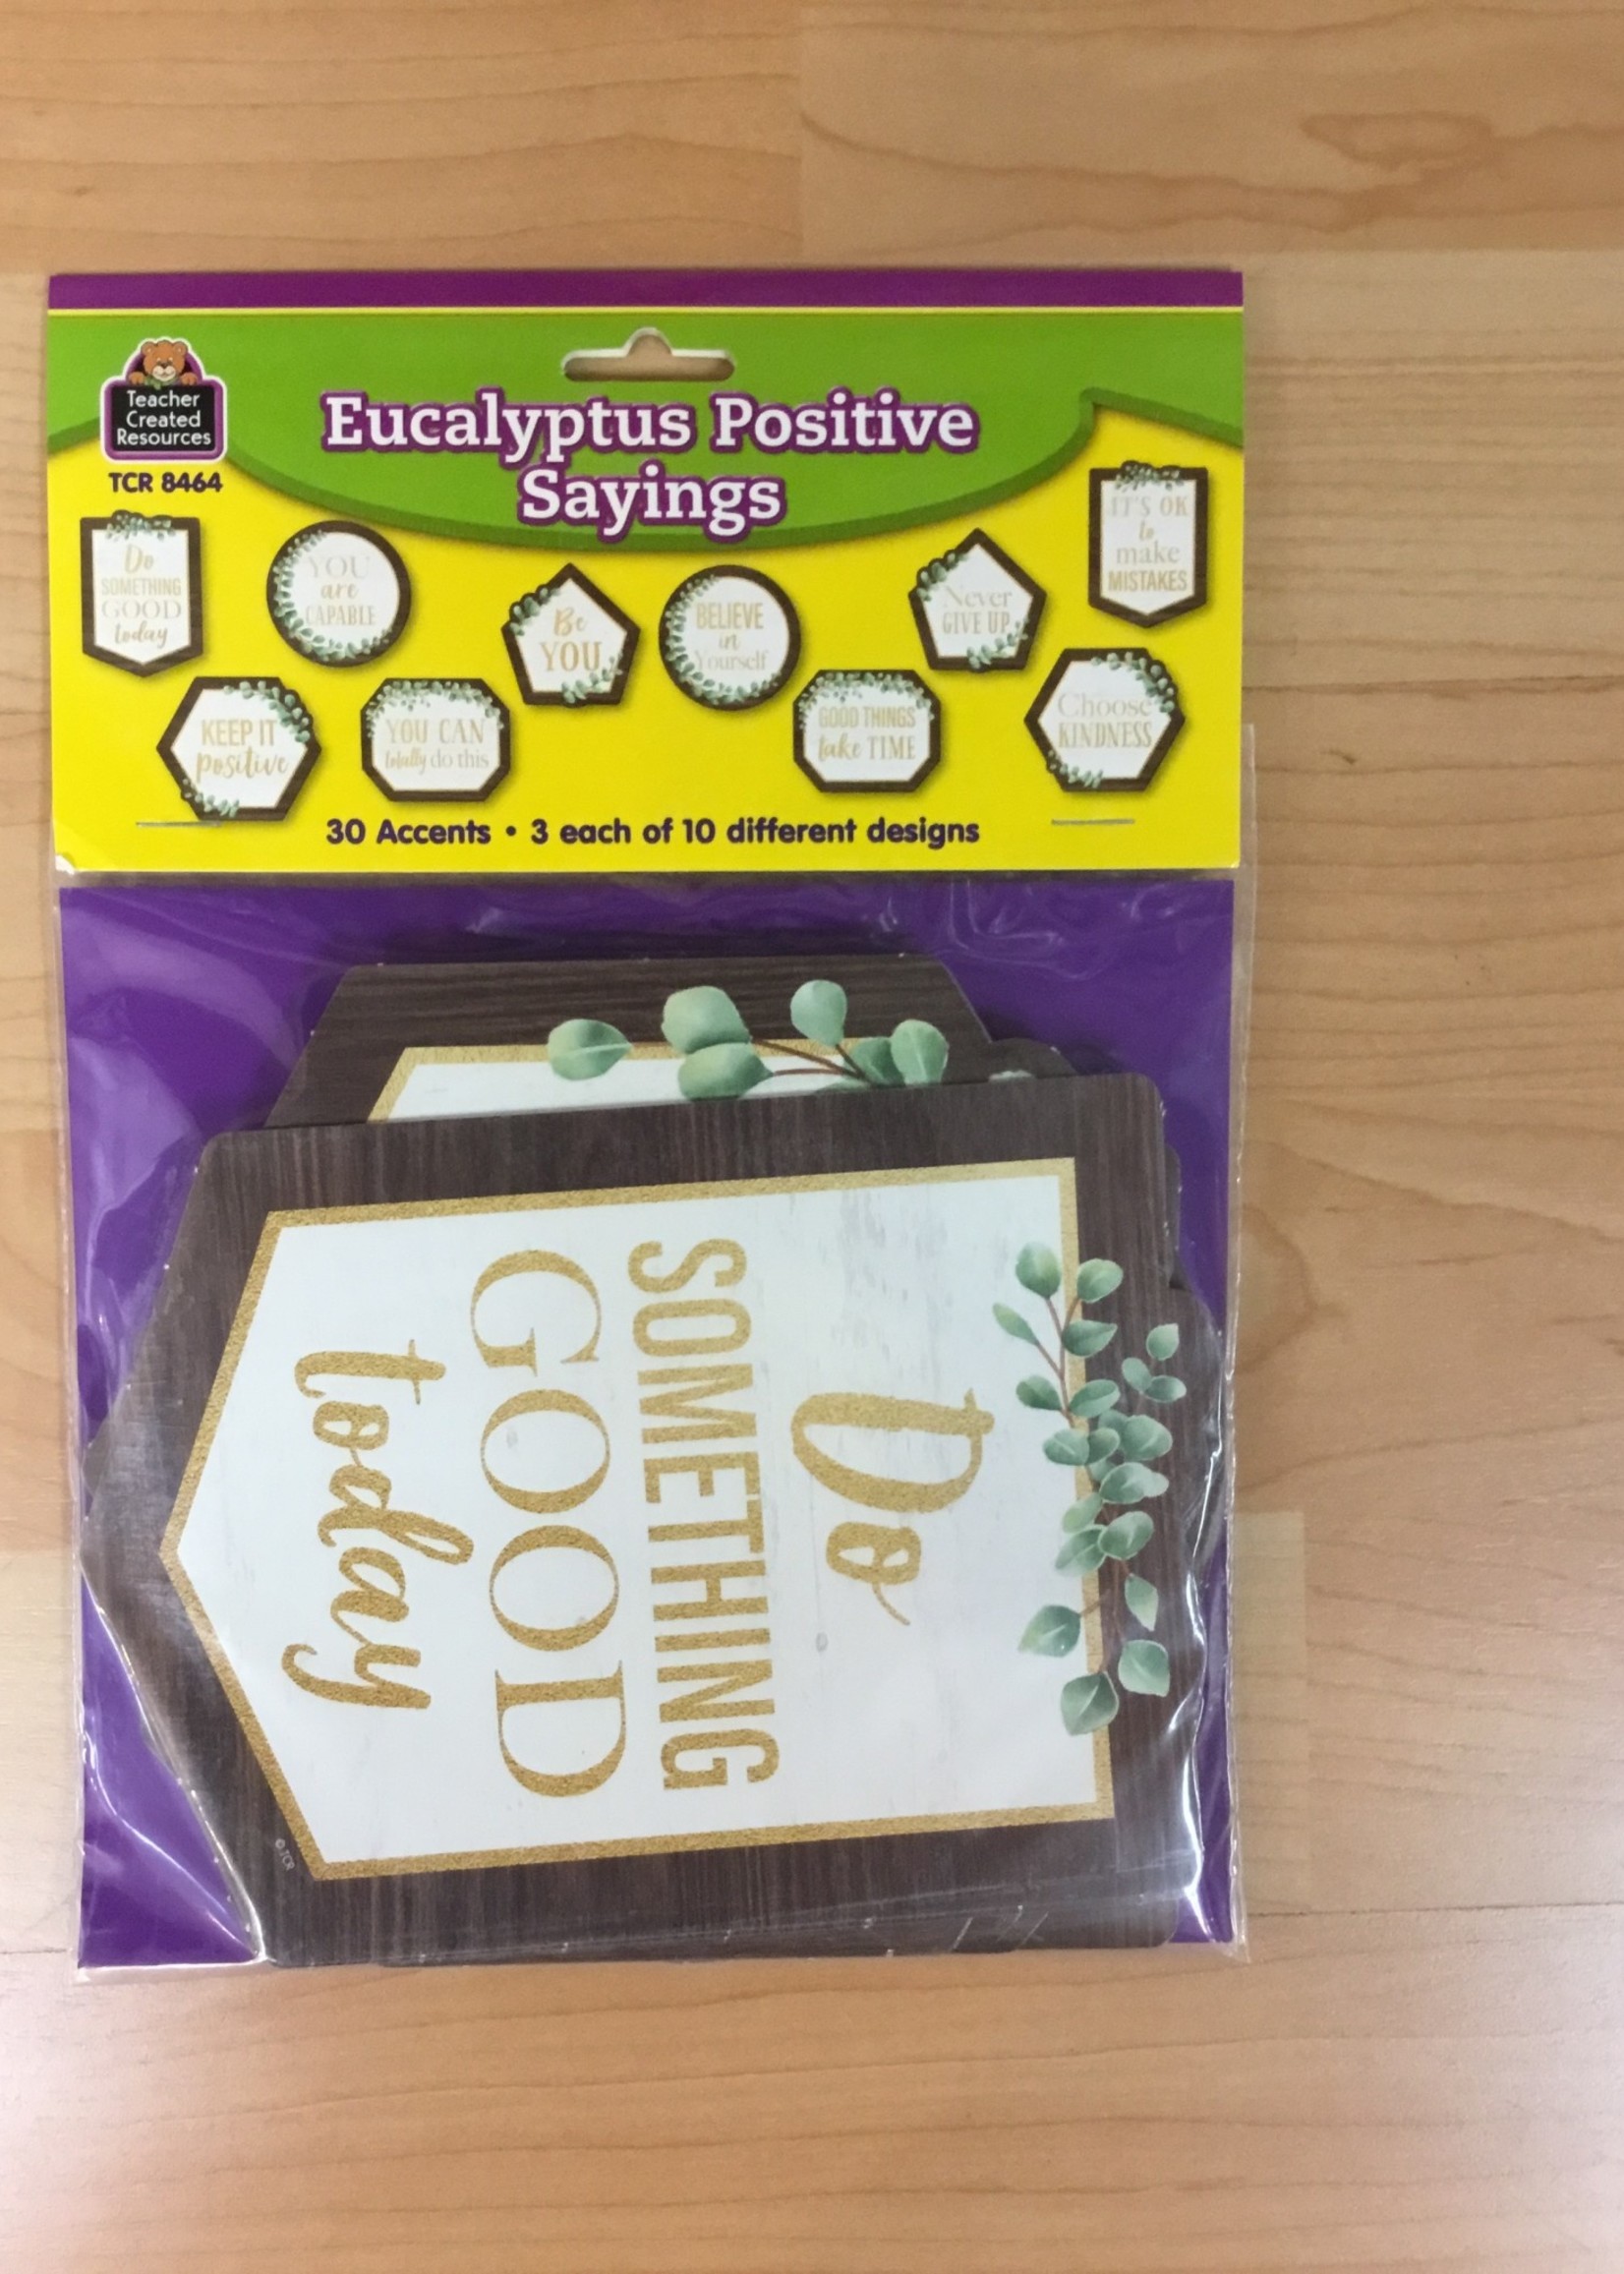 Teacher
Created
Resources
TCR 8464
Eucalyptus Positive
Sayings
Do
SOMETHING
GOOD
today
YOU
are
CAPABLE
Be
YOU
BELIEVE
in
Yourself
Never
GIVE UP
IT'S OK
to
make
MISTAKES
KEEP IT
positive
YOU CAN
totally do this
GOOD THINGS
take TIME
Choose
KINDNESS
30 Accents • 3 each of 10 different designs
Do
SOMETHING
GOOD
today
© TCR